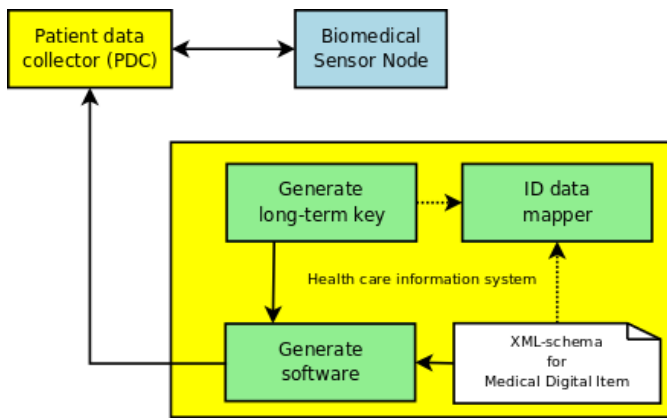 Patient data
collector (PDC)
Biomedical
Sensor Node
Generate
long-term key
ID data
mapper
Health care information system
Generate
software
XML-schema
for
Medical Digital Item